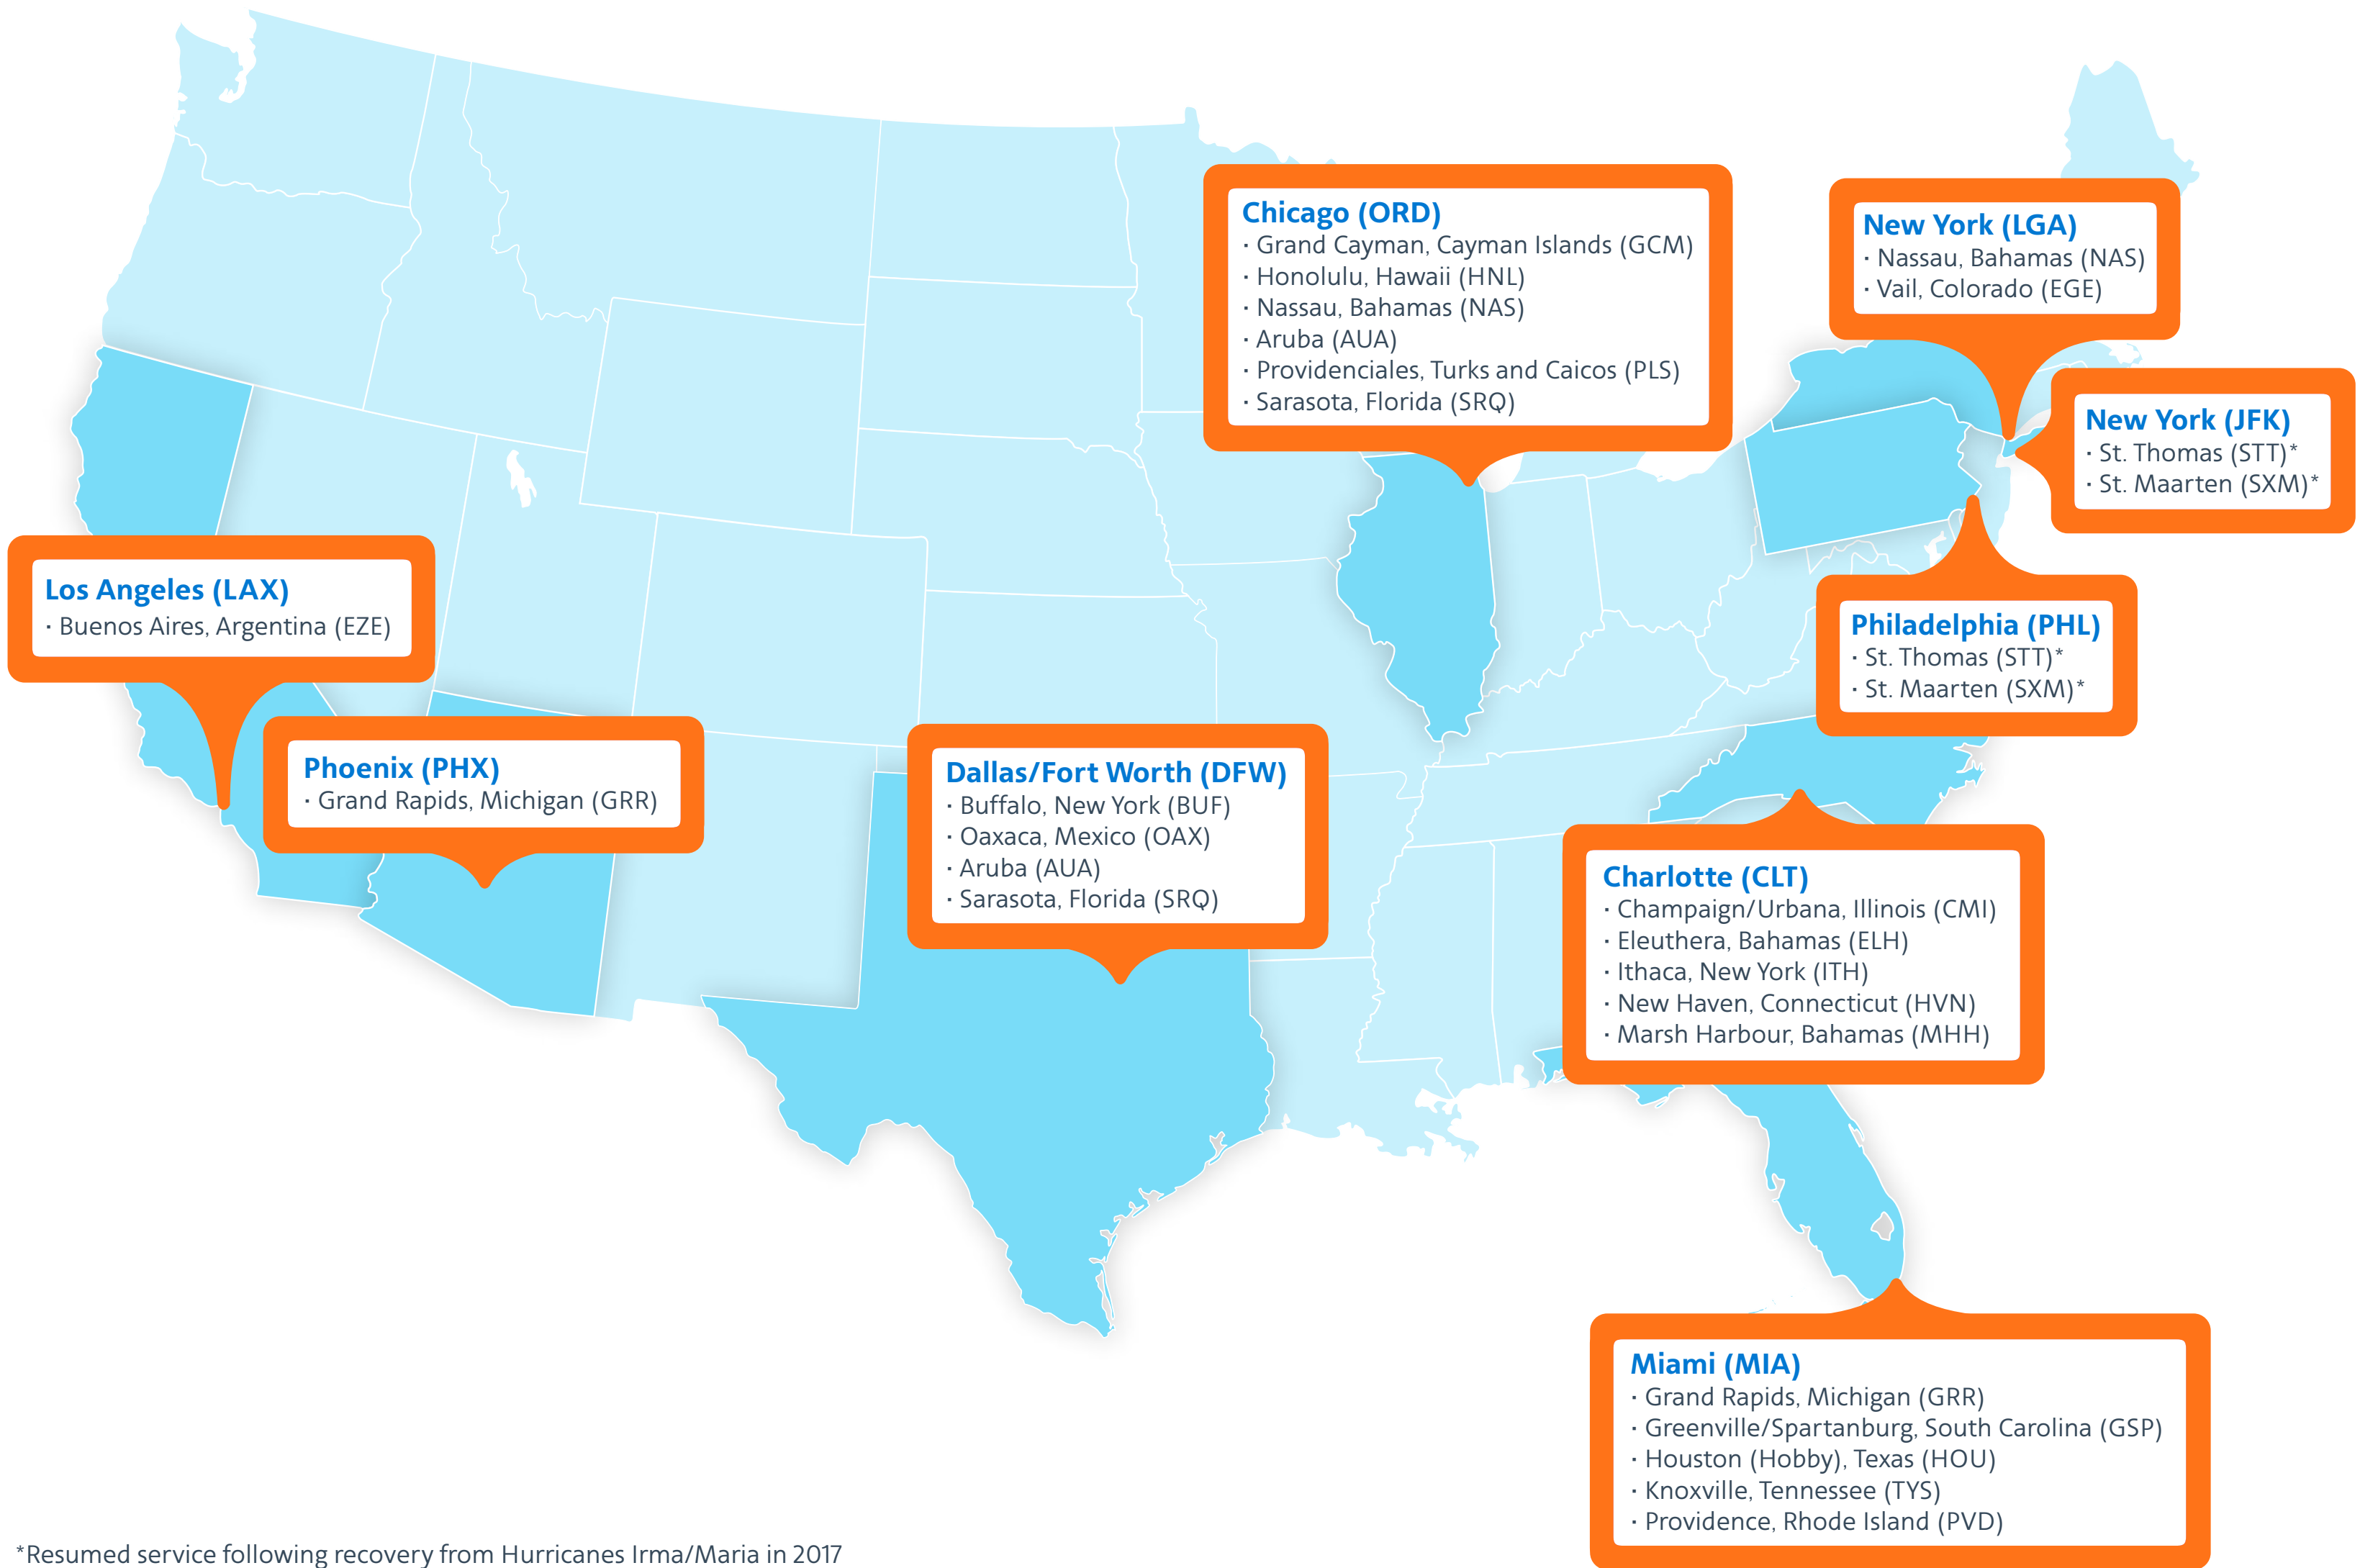 Chicago (ORD)
· Grand Cayman, Cayman Islands (GCM)
· Honolulu, Hawaii (HNL)
· Nassau, Bahamas (NAS)
· Aruba (AUA)
· Providenciales, Turks and Caicos (PLS)
· Sarasota, Florida (SRQ)
New York (LGA)
· Nassau, Bahamas (NAS)
· Vail, Colorado (EGE)
New York (JFK)
· St. Thomas (STT)*
· St. Maarten (SXM)*
Los Angeles (LAX)
· Buenos Aires, Argentina (EZE)
Philadelphia (PHL)
· St. Thomas (STT)*
· St. Maarten (SXM)*
Phoenix (PHX)
· Grand Rapids, Michigan (GRR)
Dallas/Fort Worth (DFW)
· Buffalo, New York (BUF)
· Oaxaca, Mexico (OAX)
· Aruba (AUA)
· Sarasota, Florida (SRQ)
Charlotte (CLT)
· Champaign/Urbana, Illinois (CMI)
· Eleuthera, Bahamas (ELH)
· Ithaca, New York (ITH)
· New Haven, Connecticut (HVN)
· Marsh Harbour, Bahamas (MHH)
Miami (MIA)
· Grand Rapids, Michigan (GRR)
· Greenville/Spartanburg, South Carolina (GSP)
· Houston (Hobby), Texas (HOU)
· Knoxville, Tennessee (TYS)
· Providence, Rhode Island (PVD)
*Resumed service following recovery from Hurricanes Irma/Maria in 2017